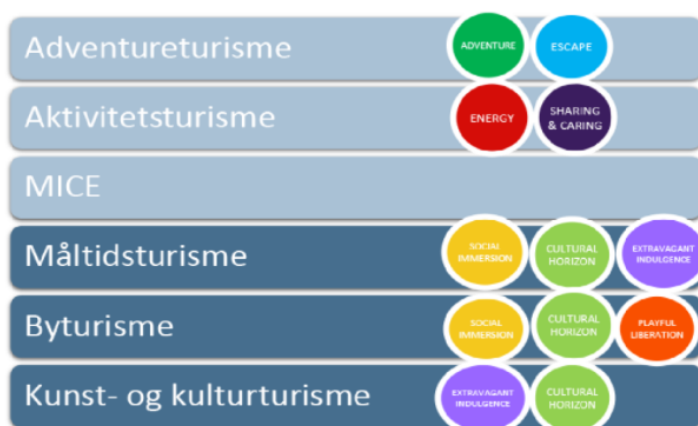 Adventureturisme
ADVENTURE
ESCAPE
Aktivitetsturisme
ENERGY
SHARING
& CARING
MICE
Måltidsturisme
SOCIAL
IMMERSION
CULTURAL
HORIZON
EXTRAVAGANT
INDULGENCE
Byturisme
SOCIAL
IMMERSION
CULTURAL
HORIZON
PLAYFUL
LIBERATION
Kunst- og kulturturisme
EXTRAVAGANT
INDULGENCE
CULTURAL
HORIZON